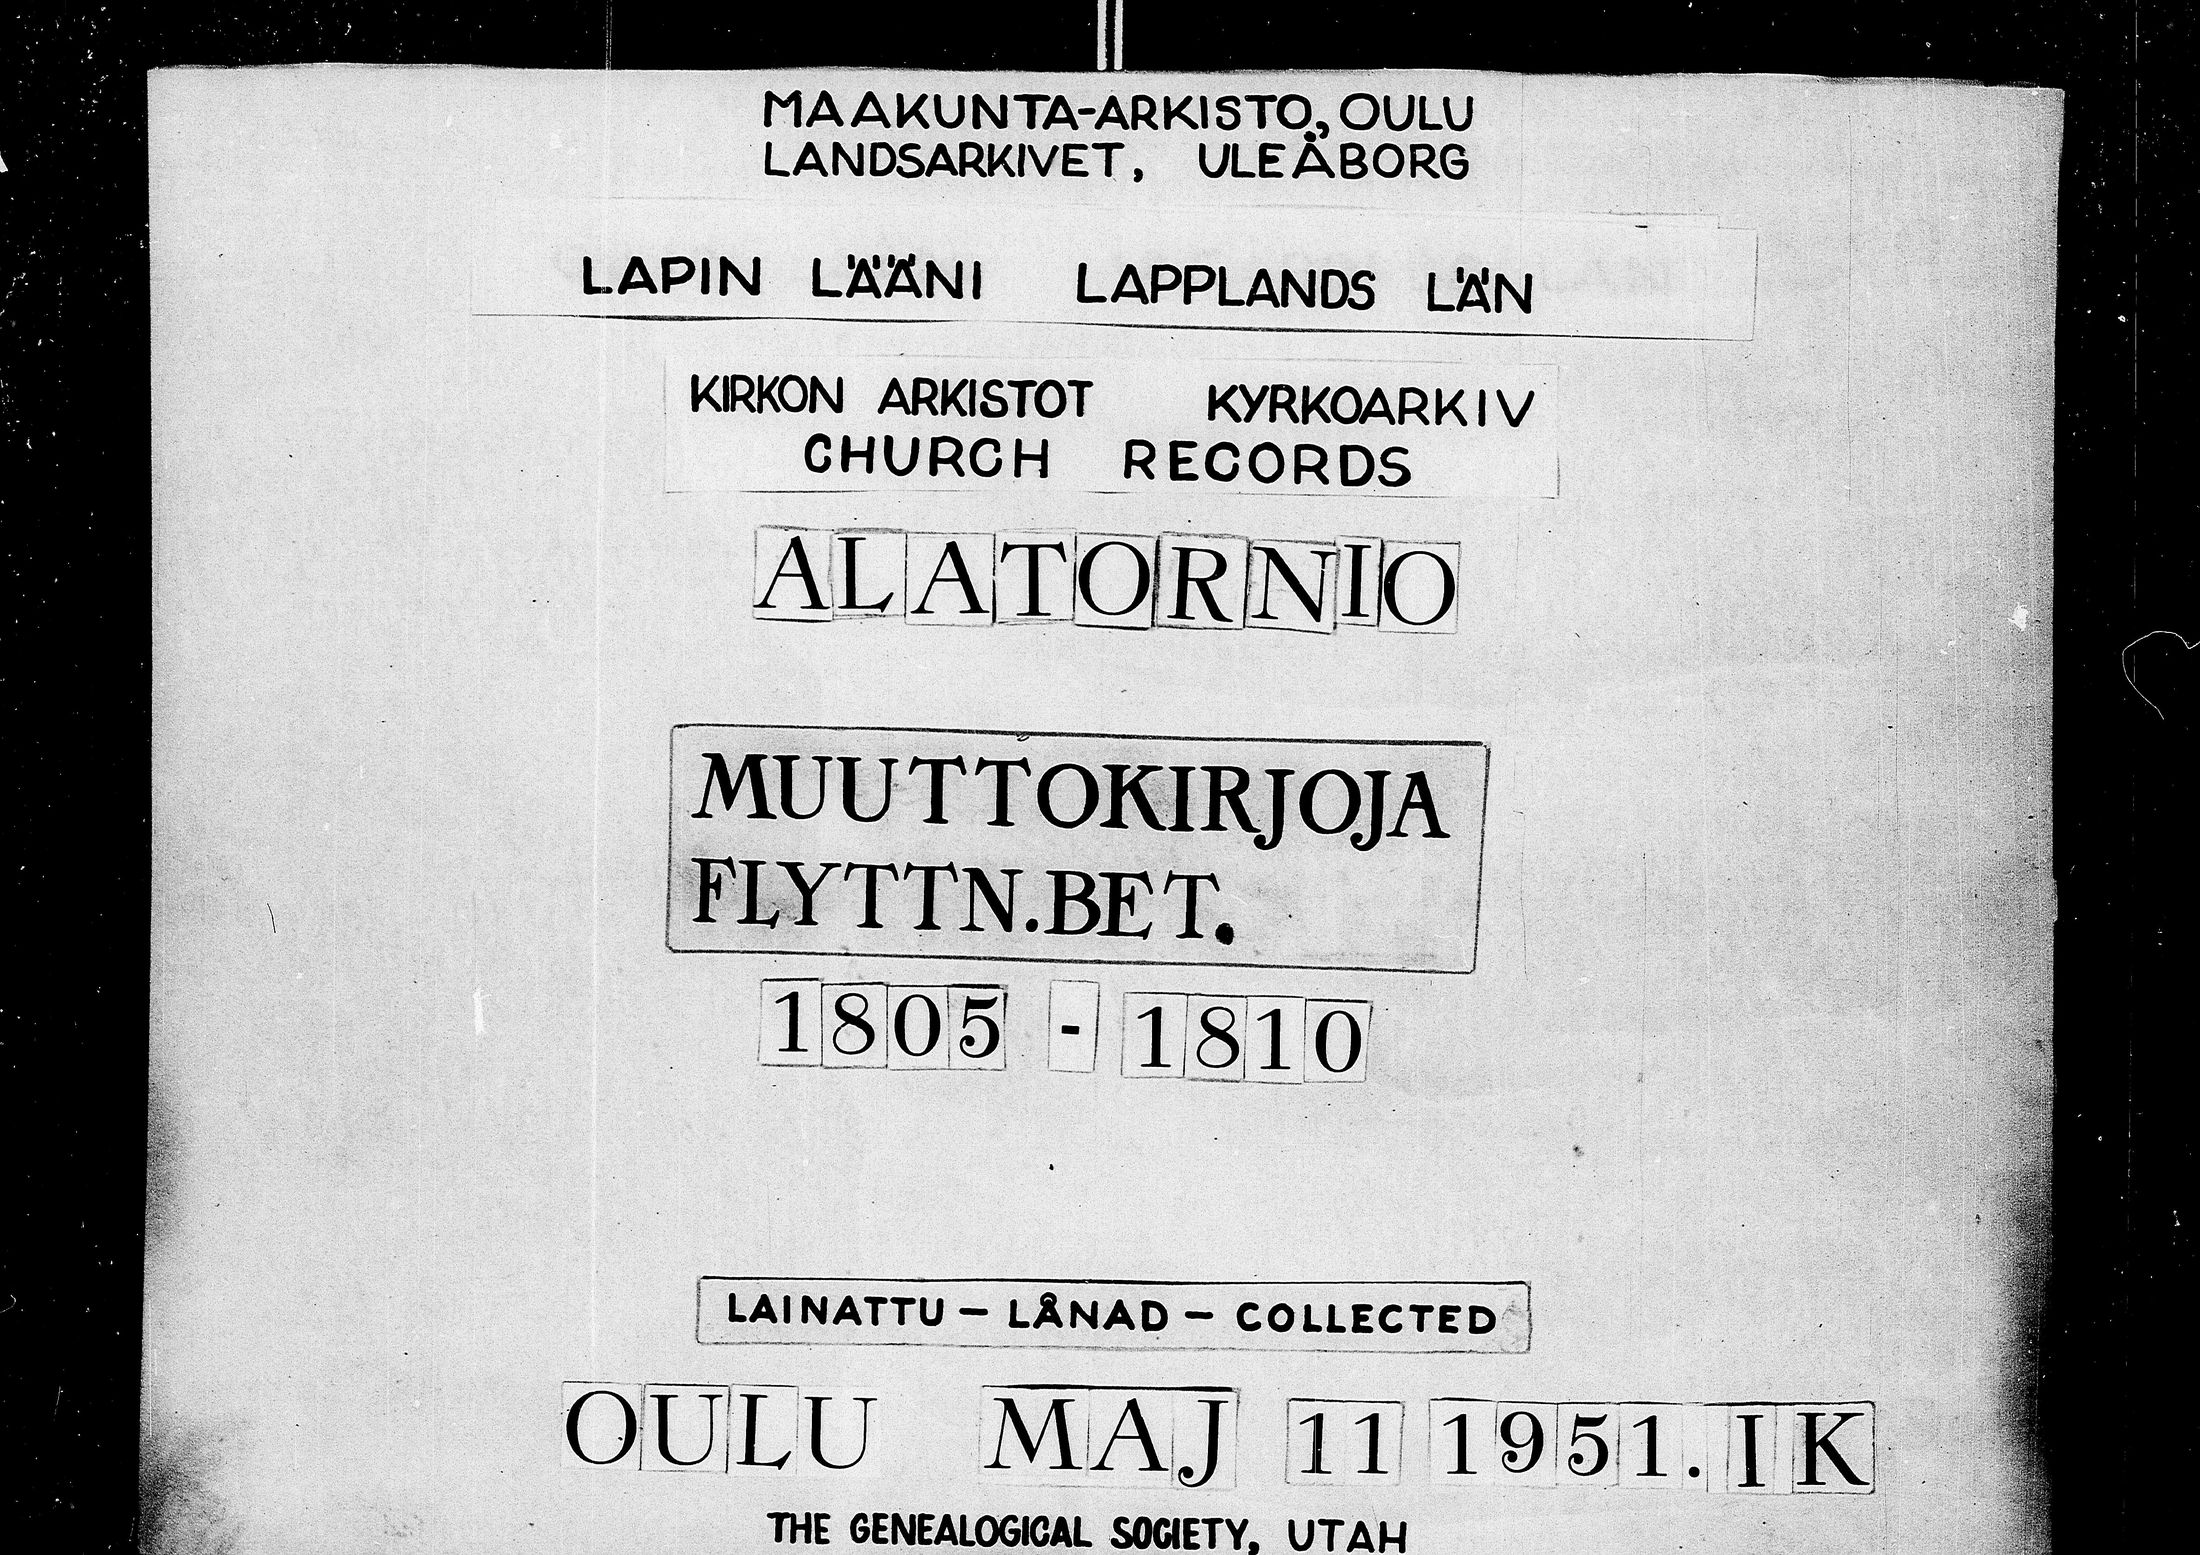 MAAKUNTA-ARKISTO, OULU
LANDSARKIVET, ULEÅBORG
LAPIN LÄÄNI LAPPLANDS LÄN
KIRKON ARKISTOT KYRKOARKIV
CHURCH RECORDS
ALATORNIO
MUUTTOKIRJOJA
FLYTTN.BET.
1805 - 1810
LAINATTU – LÅNAD – COLLECTED
OULU MAJ 11 1951. IK
THE GENEALOGICAL SOCIETY, UTAH